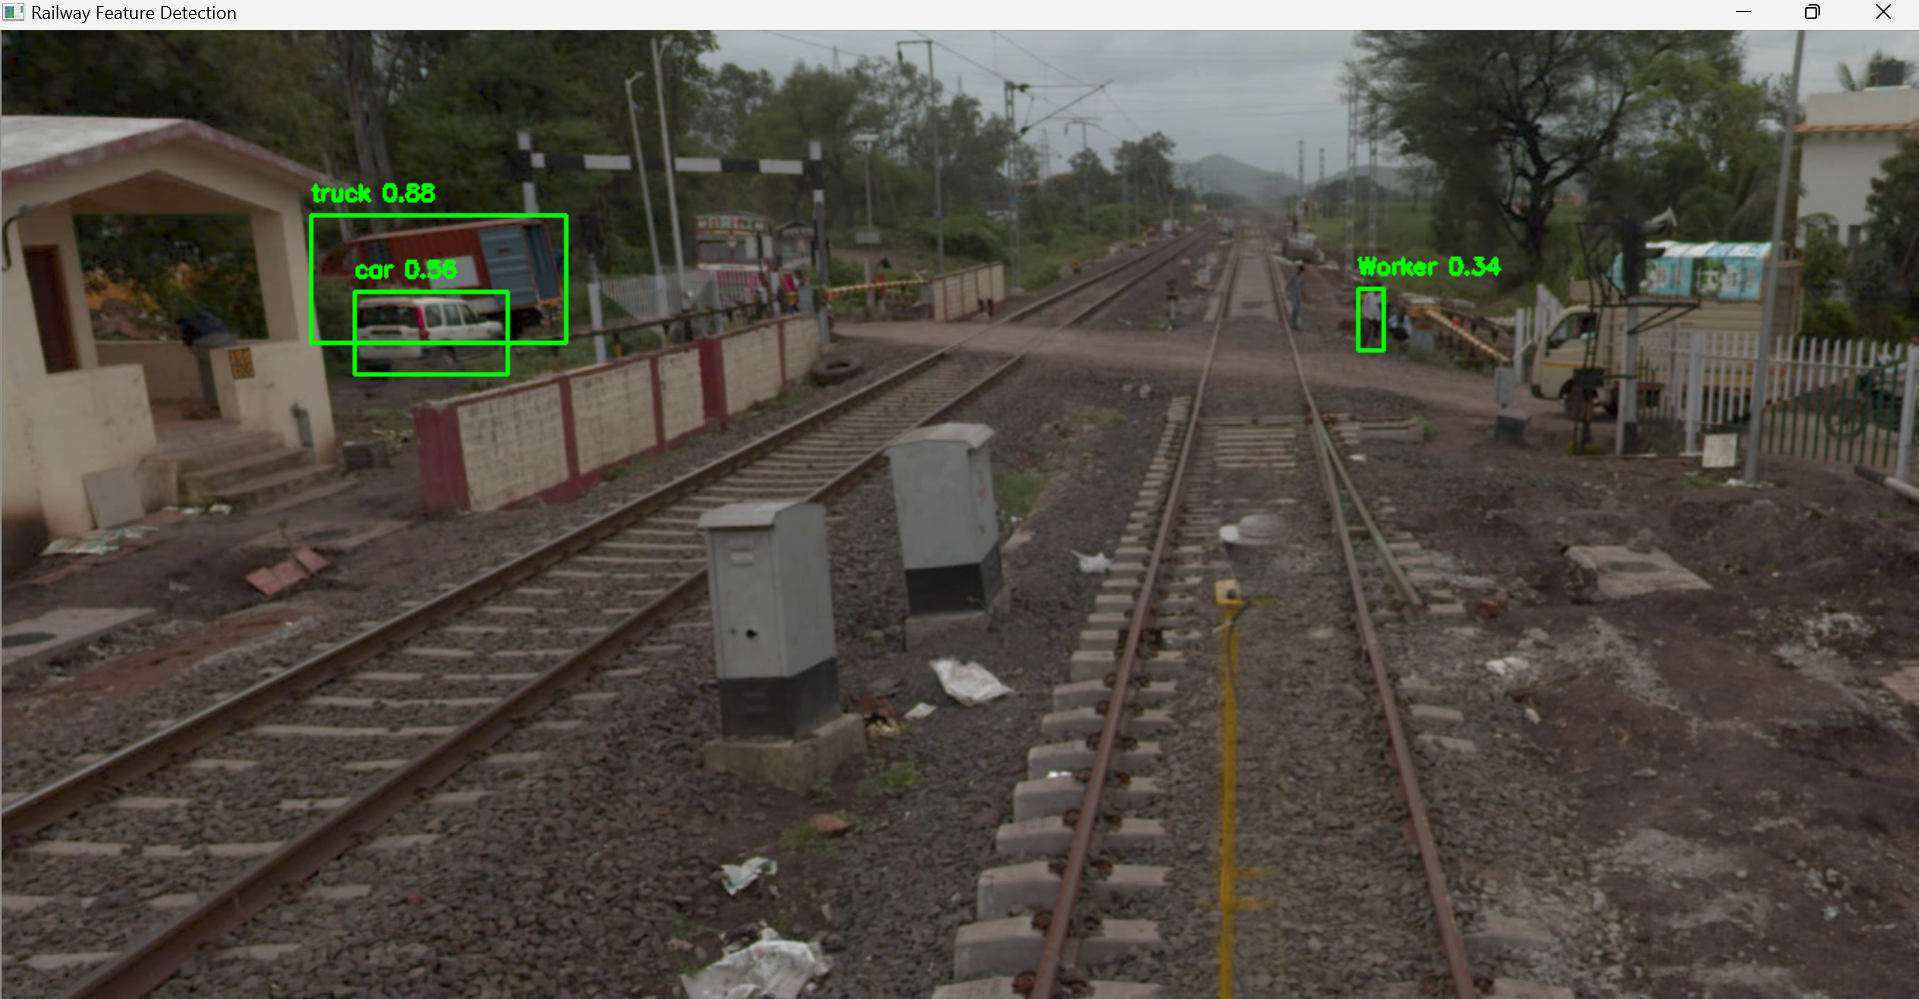 Railway Feature Detection
truck 0.88
car 0.56
Worker 0.34